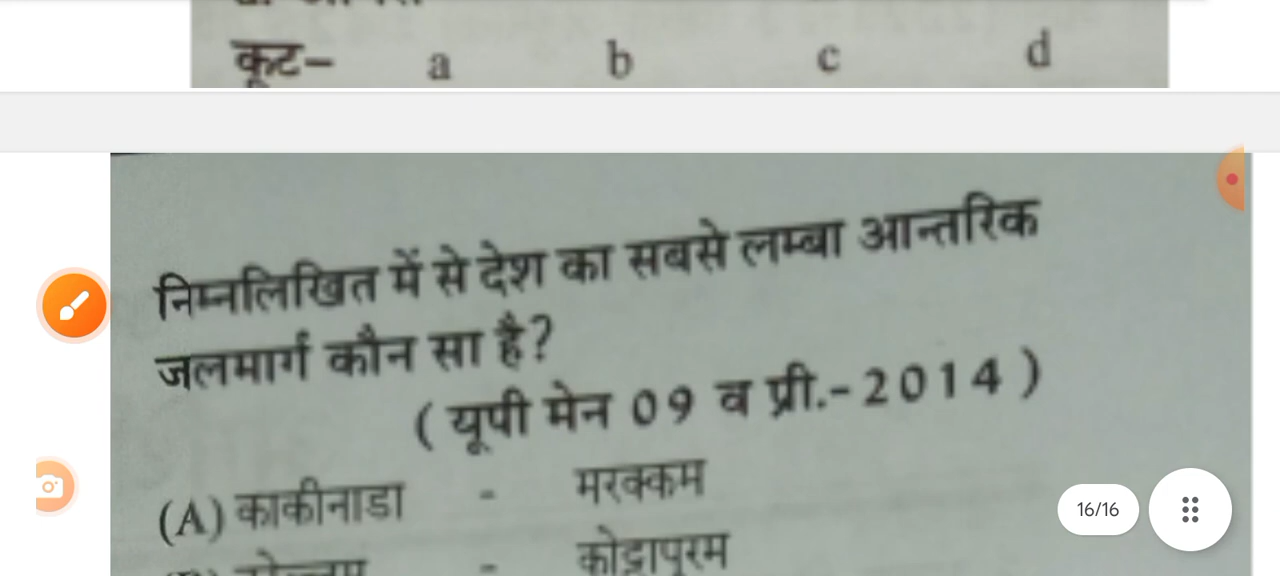 कूट– a b c d
निम्नलिखित में से देश का सबसे लम्बा आन्तरिक
जलमार्ग कौन सा है?
( यूपी मेन 09 व प्री.-2014 )
(A) काकीनाडा - मरक्कम
- कोट्टापुरम
16/16